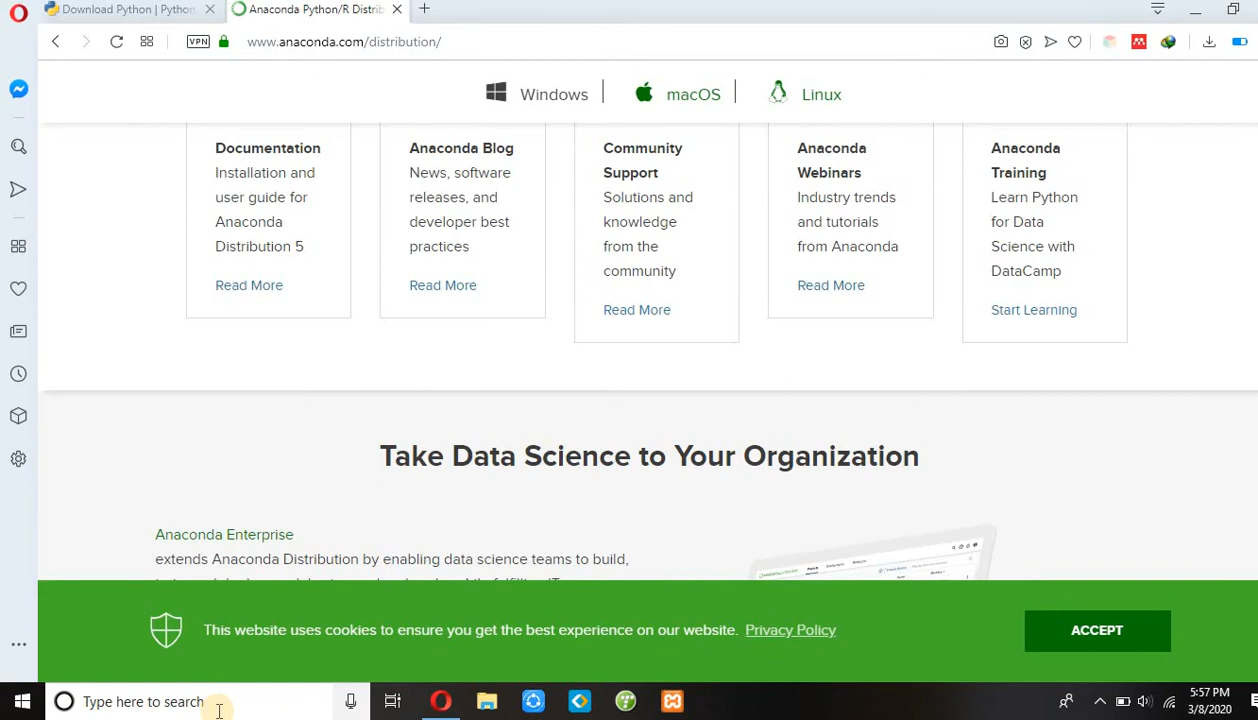 Download Python | Python.
Anaconda Python/R Distrib
VPN
www.anaconda.com/distribution/
Windows
macOS
Linux
Documentation
Installation and
user guide for
Anaconda
Distribution 5
Read More
Anaconda Blog
News, software
releases, and
developer best
practices
Read More
Community
Support
Solutions and
knowledge
from the
community
Read More
Anaconda
Webinars
Industry trends
and tutorials
from Anaconda
Read More
Anaconda
Training
Learn Python
for Data
Science with
DataCamp
Start Learning
Take Data Science to Your Organization
Anaconda Enterprise
extends Anaconda Distribution by enabling data science teams to build,
This website uses cookies to ensure you get the best experience on our website. Privacy Policy
ACCEPT
Type here to search
5:57 PM
3/8/2020